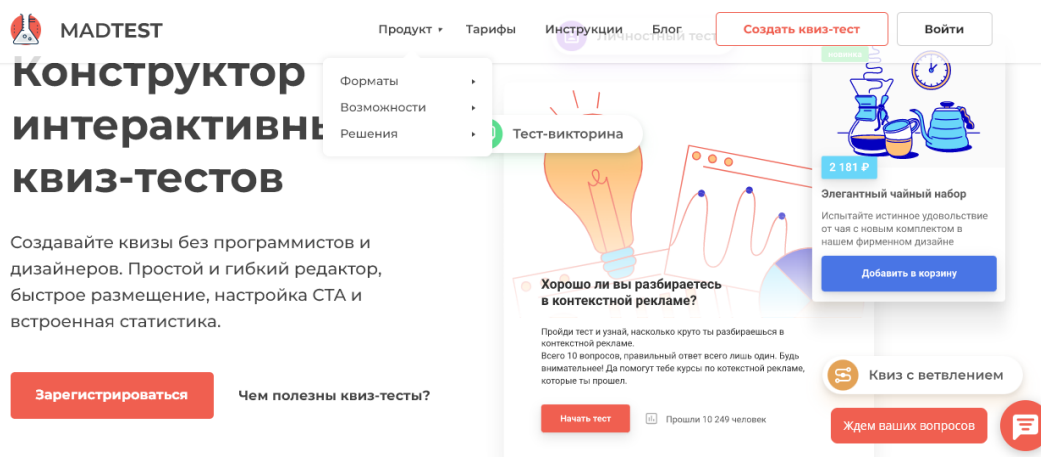 MADTEST
Продукт
Тарифы
Инструкции
Блог
Создать квиз-тест
Войти
Форматы
Возможности
Решения
Конструктор
интерактивн
квиз-тестов
Создавайте квизы без программистов и
дизайнеров. Простой и гибкий редактор,
быстрое размещение, настройка CTA и
встроенная статистика.
Зарегистрироваться
Чем полезны квиз-тесты?
Личностный тест
Тест-викторина
Хорошо ли вы разбираетесь
в контекстной рекламе?
Пройди тест и узнай, насколько круто ты разбираешься в
контекстной рекламе.
Всего 10 вопросов, правильный ответ всего лишь один. Будь
внимательнее! Да помогут тебе курсы по котекстной рекламе,
которые ты прошел.
Начать тест
Прошли 10 249 человек
новинка
2 181 ₽
Элегантный чайный набор
Испытайте истинное удовольствие
от чая с новым комплектом в
нашем фирменном дизайне
Добавить в корзину
Квиз с ветвлением
Ждем ваших вопросов